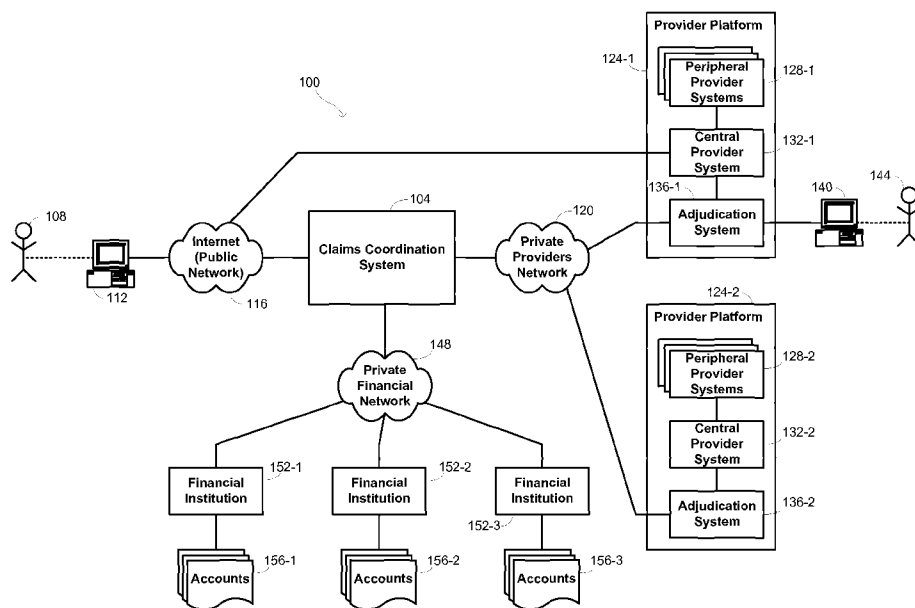 Provider Platform
124-1
Peripheral
Provider
Systems
128-1
100
Central
Provider
System
132-1
136-1
140
144
108
104
120
Adjudication
System
Internet
(Public
Network)
Claims Coordination
System
Private
Providers
Network
112
116
124-2
Provider Platform
148
Peripheral
Provider
Systems
128-2
Private
Financial
Network
Central
Provider
System
132-2
152-1
152-2
Financial
Institution
Financial
Institution
Financial
Institution
152-3
Adjudication
System
136-2
156-1
156-2
156-3
Accounts
Accounts
Accounts